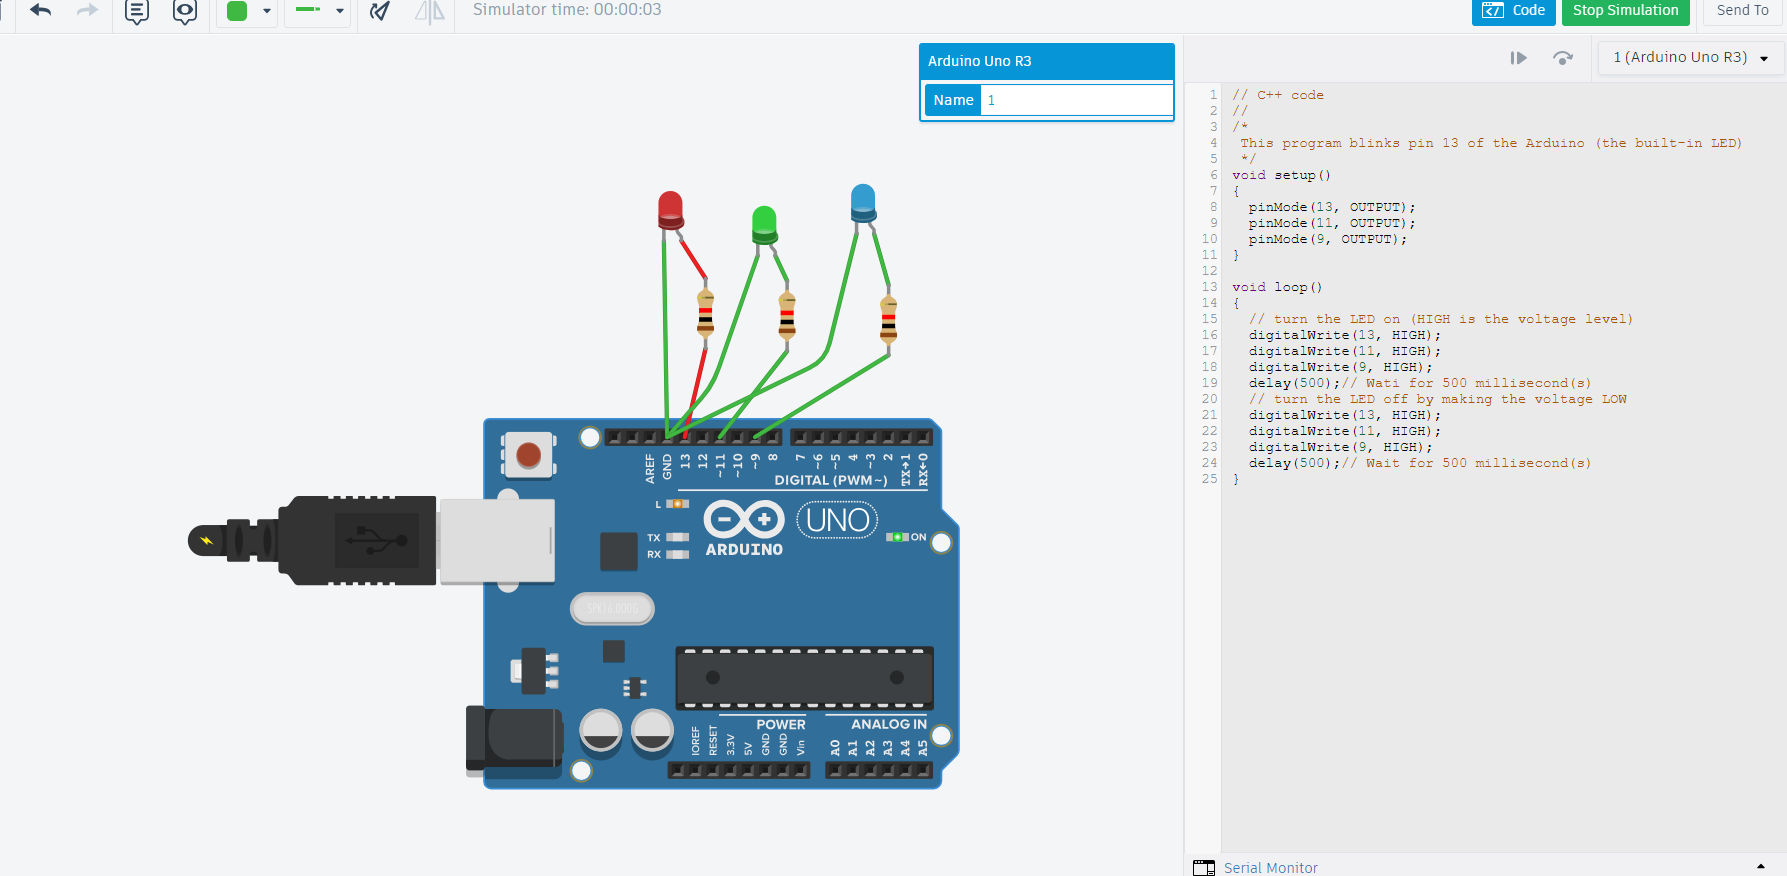 Simulator time: 00:00:03
Code
Stop Simulation
Send To
Arduino Uno R3
Name 1
1 (Arduino Uno R3)
1 // C++ code
2 //
3 /*
4 This program blinks pin 13 of the Arduino (the built-in LED)
5 */
6 void setup()
7 {
8 pinMode(13, OUTPUT);
9 pinMode(11, OUTPUT);
10 pinMode(9, OUTPUT);
11 }
12
13 void loop()
14 {
15 // turn the LED on (HIGH is the voltage level)
16 digitalWrite(13, HIGH);
17 digitalWrite(11, HIGH);
18 digitalWrite(9, HIGH);
19 delay(500);// Wati for 500 millisecond(s)
20 // turn the LED off by making the voltage LOW
21 digitalWrite(13, HIGH);
22 digitalWrite(11, HIGH);
23 digitalWrite(9, HIGH);
24 delay(500);// Wait for 500 millisecond(s)
25 }
AREF GND 13 12 ~11 ~10 ~9 8 7 ~6 ~5 4 ~3 2 TX→1 RX←0
DIGITAL (PWM~)
L
TX
RX
ARDUINO
UNO
ON
SPK16.000G
POWER
ANALOG IN
IOREF RESET 3.3V 5V GND GND Vin A0 A1 A2 A3 A4 A5
Serial Monitor